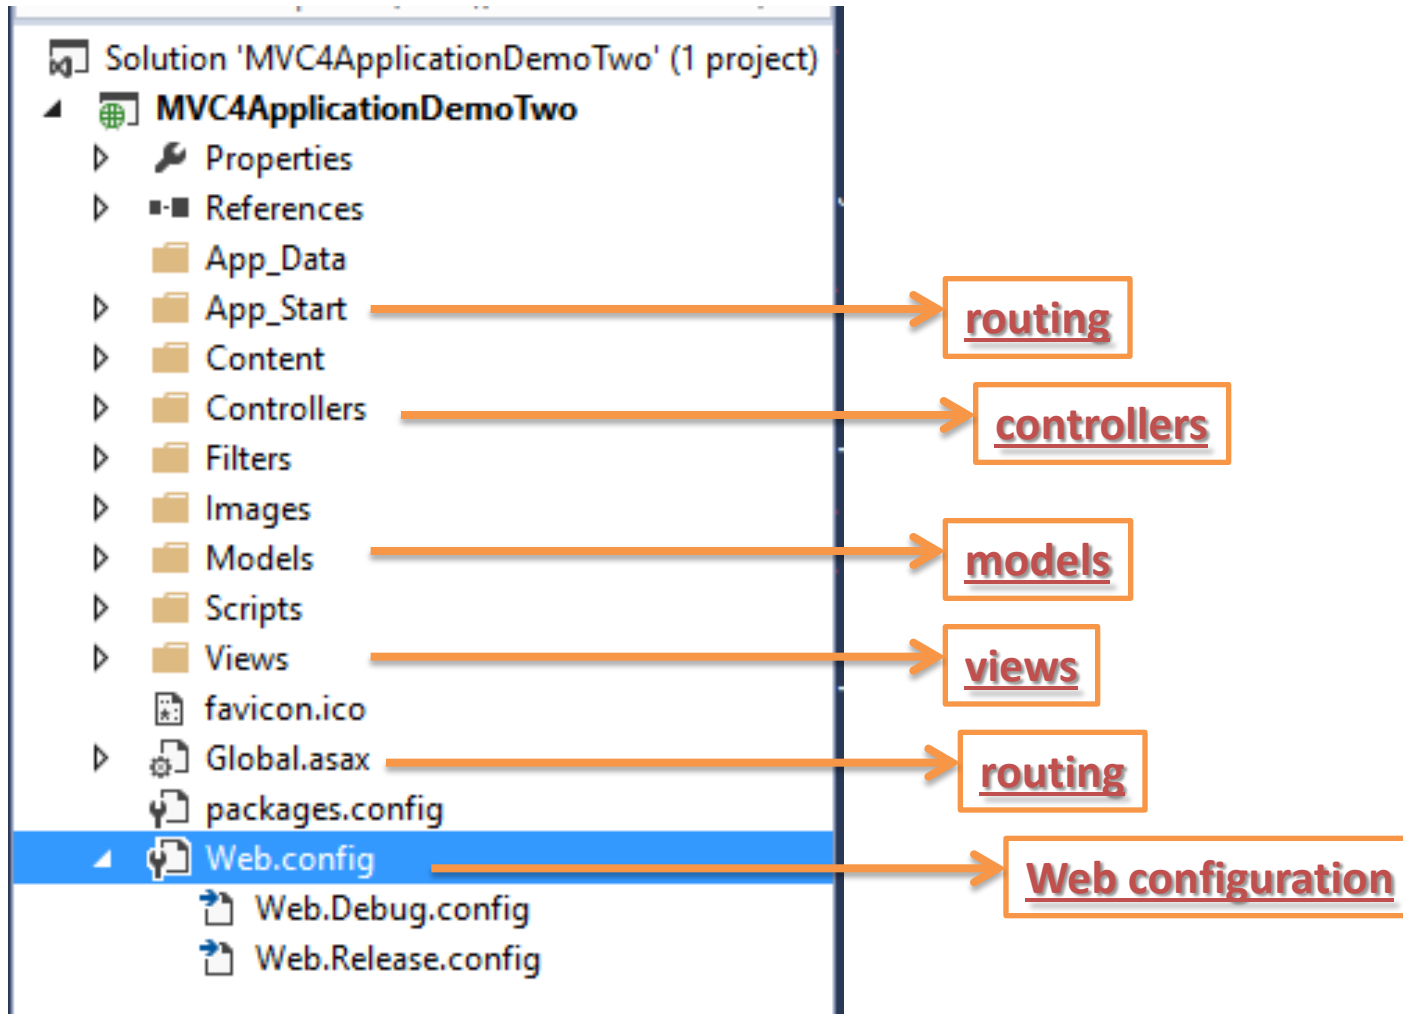 Solution 'MVC4ApplicationDemoTwo' (1 project)
MVC4ApplicationDemoTwo
Properties
References
App_Data
App_Start
routing
Content
Controllers
controllers
Filters
Images
Models
models
Scripts
Views
views
favicon.ico
Global.asax
routing
packages.config
Web.config
Web configuration
Web.Debug.config
Web.Release.config